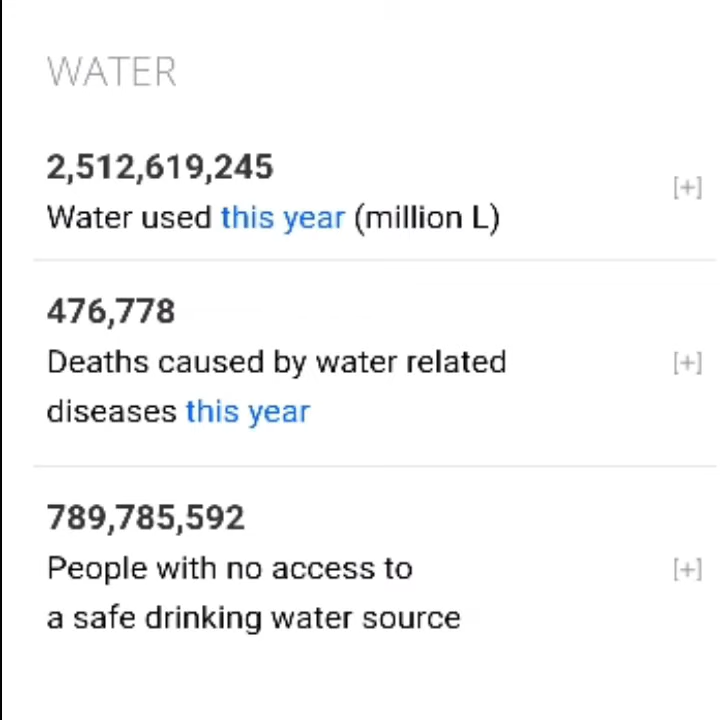 WATER
2,512,619,245
[+]
Water used this year (million L)
476,778
Deaths caused by water related
[+]
diseases this year
789,785,592
People with no access to
[+]
a safe drinking water source